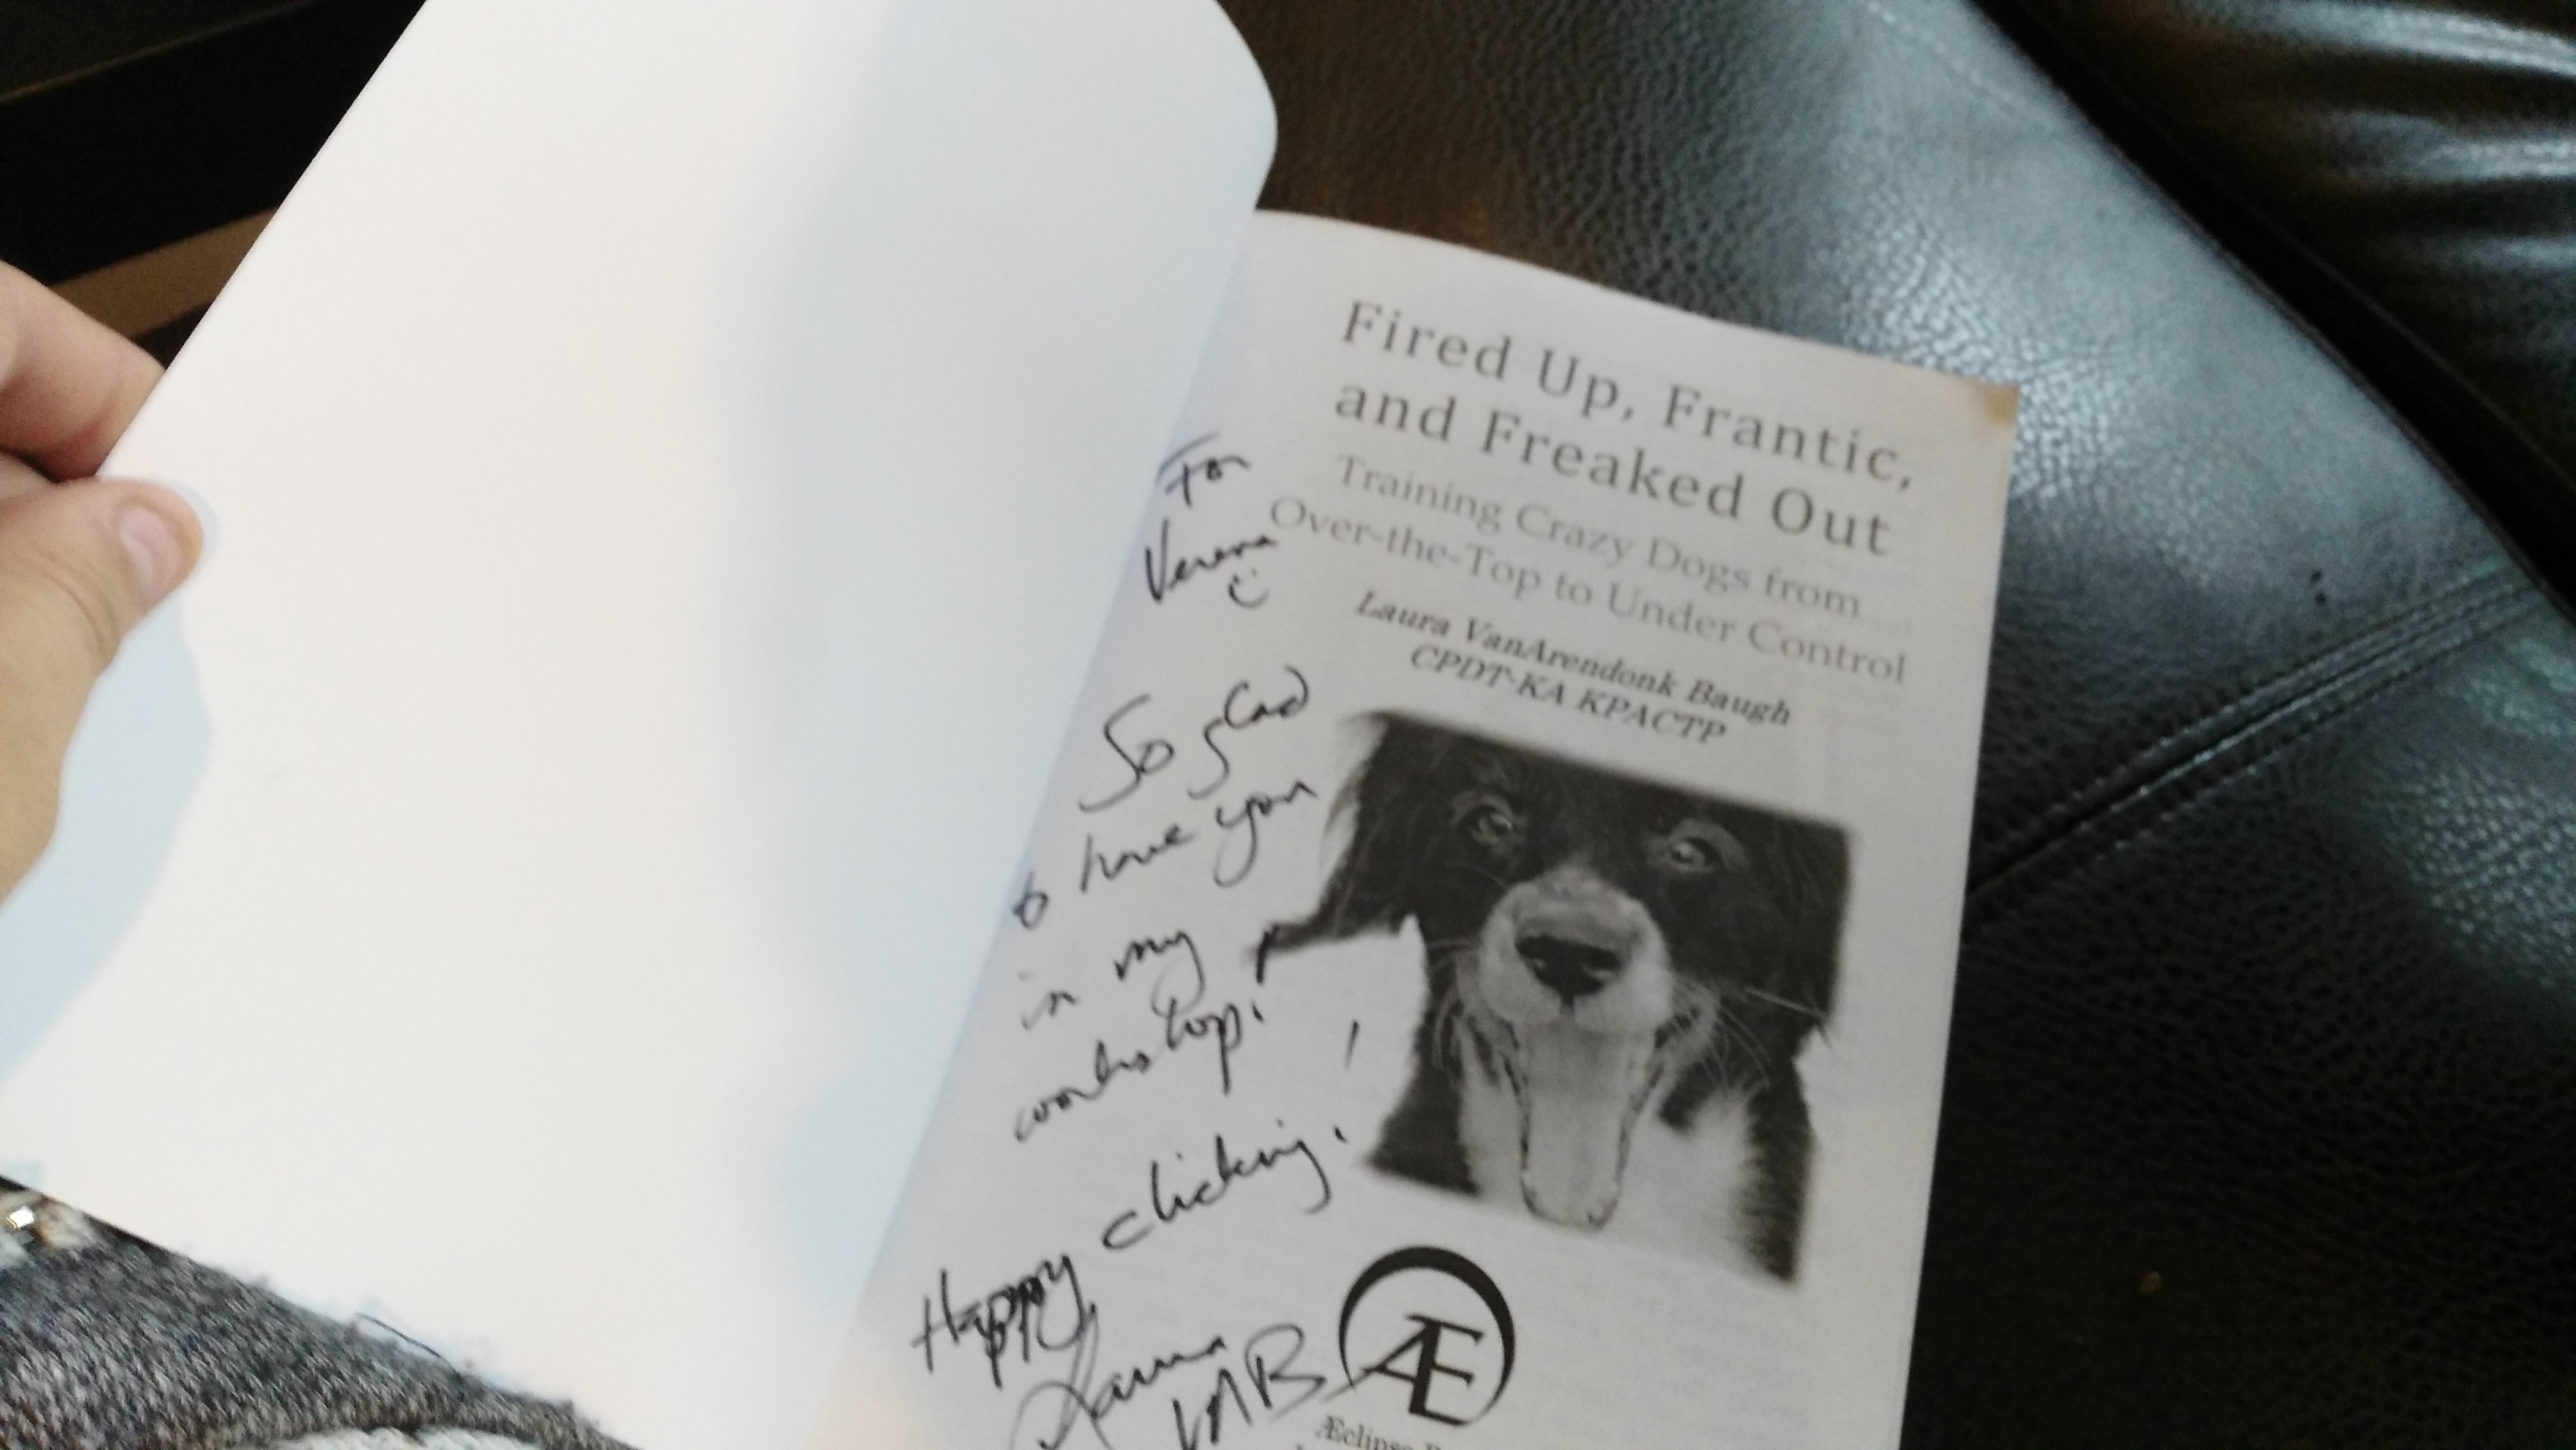 Fired Up, Frantic,
and Freaked Out
Training Crazy Dogs from
Over-the-Top to Under Control
Laura VanArendonk Baugh
CPDT-KA KPACTP
For
Verena
So glad
to have you
in my
workshop!
Happy clicking!
Laura
VAB
Æ
Æclipse